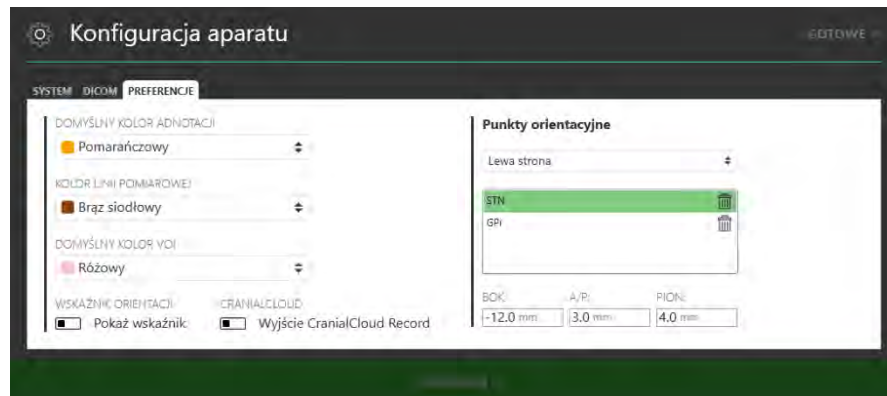 Konfiguracja aparatu
GOTOWE
SYSTEM DICOM PREFERENCJE
DOMYŚLNY KOLOR ADNOTACJI
Pomarańczowy
KOLOR LINII POMIAROWEJ
Brąz siodłowy
DOMYŚLNY KOLOR VOI
Różowy
WSKAŹNIK ORIENTACJI
CRANIALCLOUD
Pokaż wskaźnik
Wyjście CranialCloud Record
Punkty orientacyjne
Lewa strona
STN
GPi
BOK: A/P: PION:
-12.0 mm 3.0 mm 4.0 mm